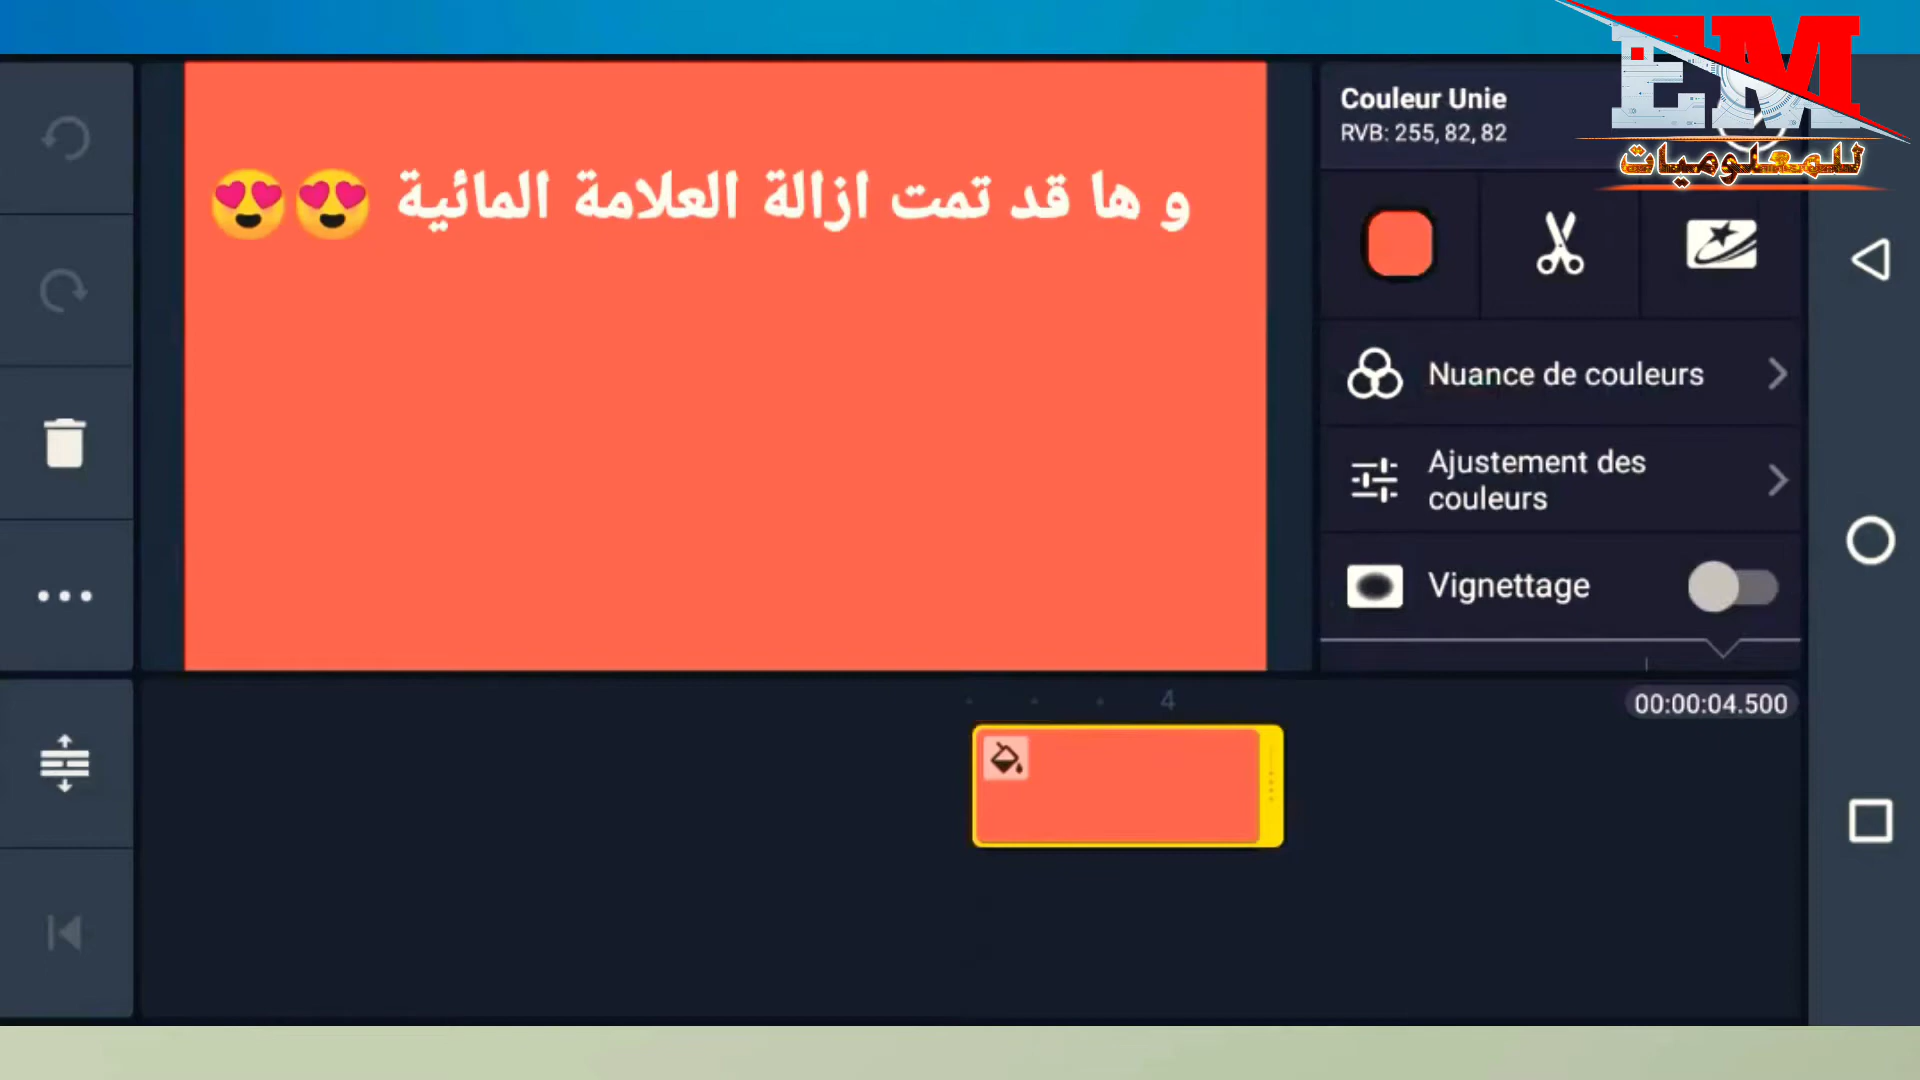 EM
للمعلوميات
Couleur Unie
RVB: 255, 82, 82
و ها قد تمت ازالة العلامة المائية 😍😍
Nuance de couleurs
Ajustement des
couleurs
Vignettage
4
00:00:04.500